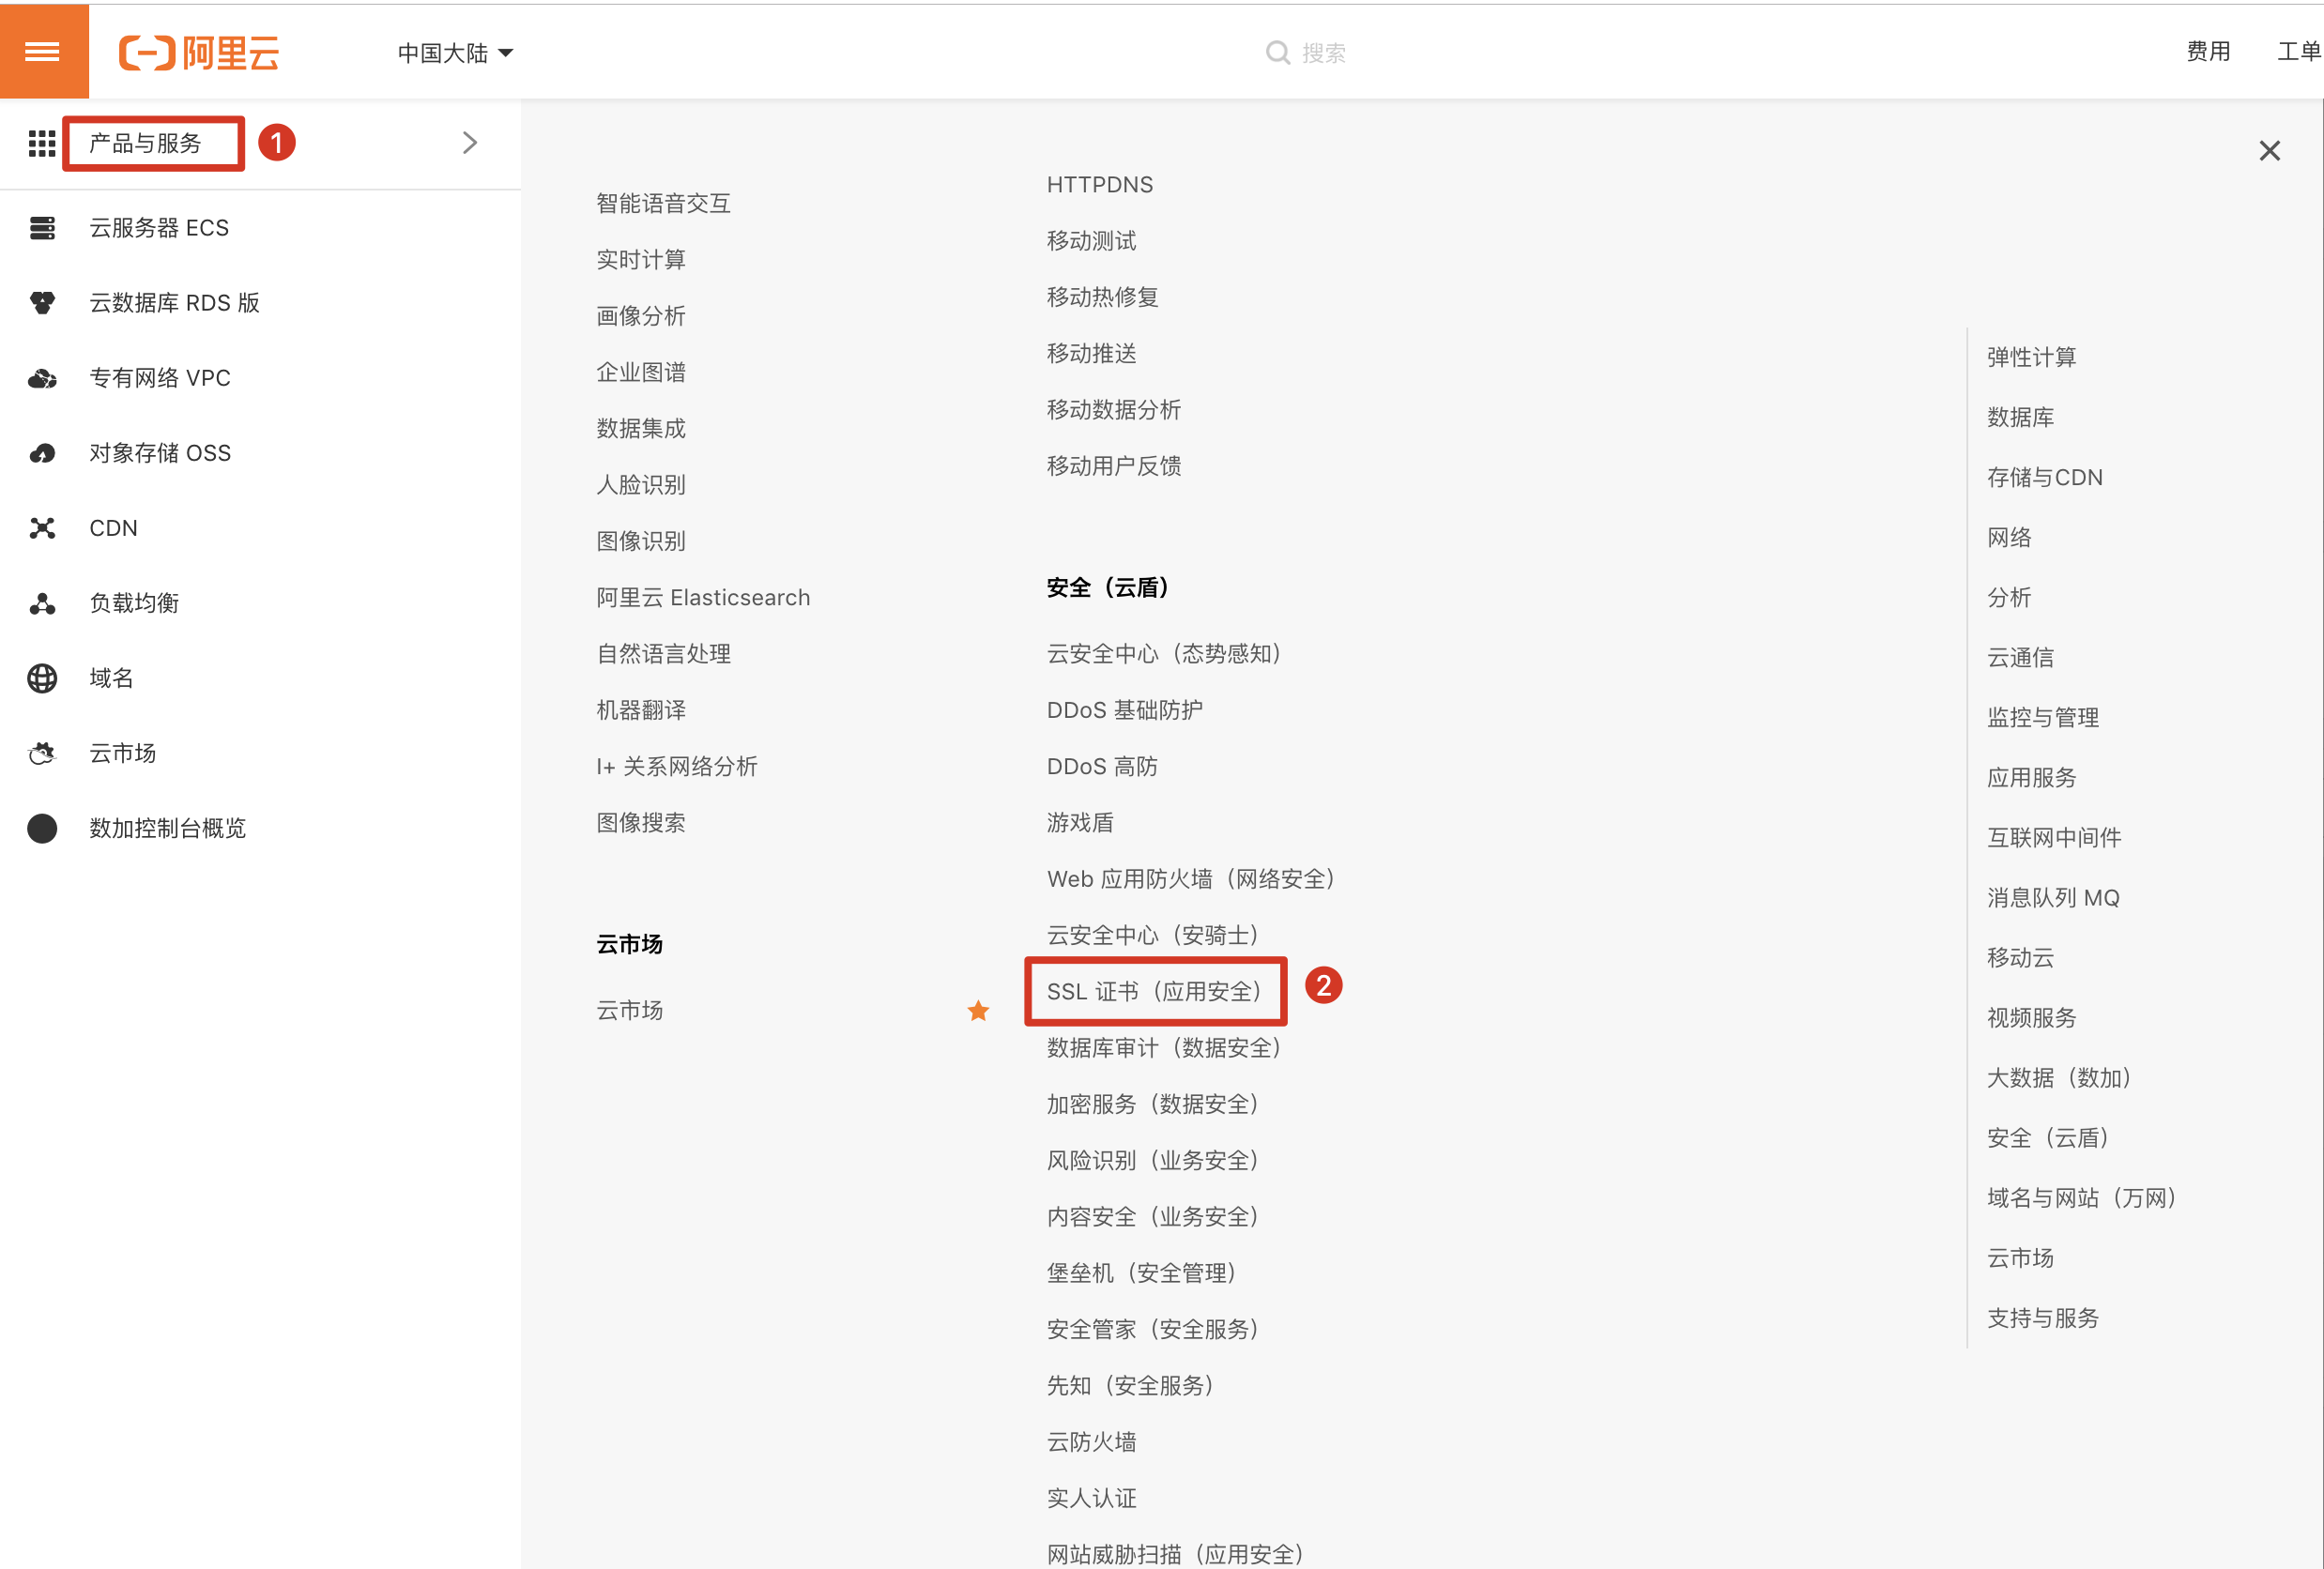 阿里云
中国大陆
搜索
费用
工单
产品与服务
1
云服务器 ECS
云数据库 RDS 版
专有网络 VPC
对象存储 OSS
CDN
负载均衡
域名
云市场
数加控制台概览
智能语音交互
实时计算
画像分析
企业图谱
数据集成
人脸识别
图像识别
阿里云 Elasticsearch
自然语言处理
机器翻译
I+ 关系网络分析
图像搜索
云市场
云市场
HTTPDNS
移动测试
移动热修复
移动推送
移动数据分析
移动用户反馈
安全（云盾）
云安全中心（态势感知）
DDoS 基础防护
DDoS 高防
游戏盾
Web 应用防火墙（网络安全）
云安全中心（安骑士）
SSL 证书（应用安全）
2
数据库审计（数据安全）
加密服务（数据安全）
风险识别（业务安全）
内容安全（业务安全）
堡垒机（安全管理）
安全管家（安全服务）
先知（安全服务）
云防火墙
实人认证
网站威胁扫描（应用安全）
弹性计算
数据库
存储与CDN
网络
分析
云通信
监控与管理
应用服务
互联网中间件
消息队列 MQ
移动云
视频服务
大数据（数加）
安全（云盾）
域名与网站（万网）
云市场
支持与服务